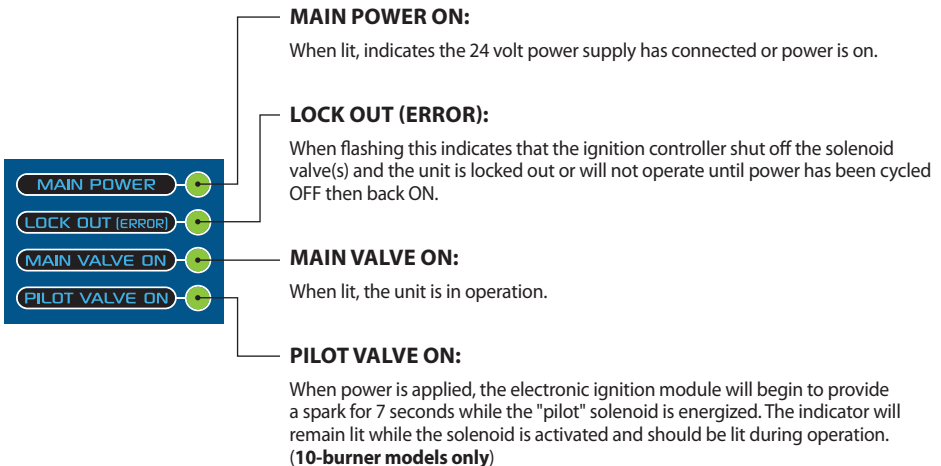 MAIN POWER ON:
When lit, indicates the 24 volt power supply has connected or power is on.
LOCK OUT (ERROR):
When flashing this indicates that the ignition controller shut off the solenoid
valve(s) and the unit is locked out or will not operate until power has been cycled
OFF then back ON.
MAIN POWER
LOCK OUT (ERROR)
MAIN VALVE ON
PILOT VALVE ON
MAIN VALVE ON:
When lit, the unit is in operation.
PILOT VALVE ON:
When power is applied, the electronic ignition module will begin to provide
a spark for 7 seconds while the "pilot" solenoid is energized. The indicator will
remain lit while the solenoid is activated and should be lit during operation.
(10-burner models only)